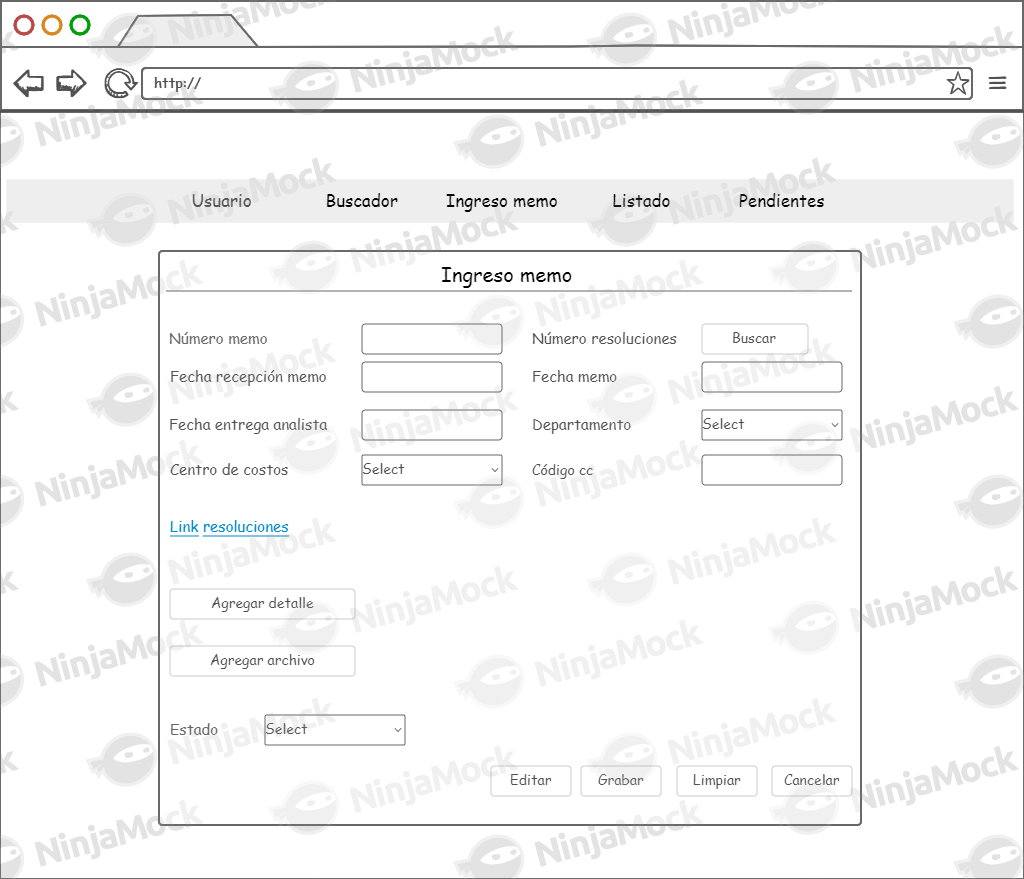 http://
Usuario Buscador Ingreso memo Listado Pendientes
Ingreso memo
Número memo Número resoluciones Buscar
Fecha recepción memo Fecha memo
Fecha entrega analista Departamento Select
Centro de costos Select Código cc
Link resoluciones
Agregar detalle
Agregar archivo
Estado Select
Editar Grabar Limpiar Cancelar
NinjaMock